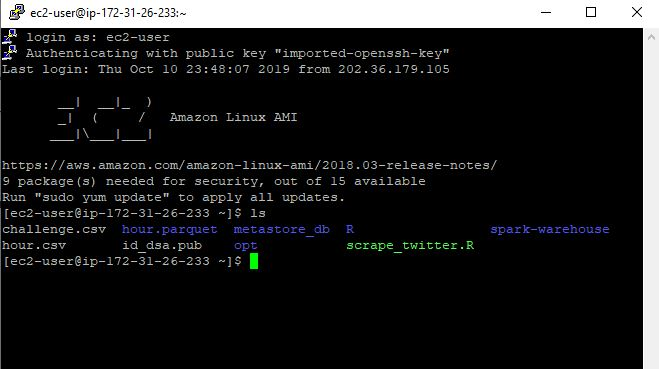 ec2-user@ip-172-31-26-233:~
login as: ec2-user
Authenticating with public key "imported-openssh-key"
Last login: Thu Oct 10 23:48:07 2019 from 202.36.179.105
__|  __|_  )
_|  (     /   Amazon Linux AMI
___|\___|___|
https://aws.amazon.com/amazon-linux-ami/2018.03-release-notes/
9 package(s) needed for security, out of 15 available
Run "sudo yum update" to apply all updates.
[ec2-user@ip-172-31-26-233 ~]$ ls
challenge.csv  hour.parquet  metastore_db  R                 spark-warehouse
hour.csv       id_dsa.pub    opt           scrape_twitter.R
[ec2-user@ip-172-31-26-233 ~]$